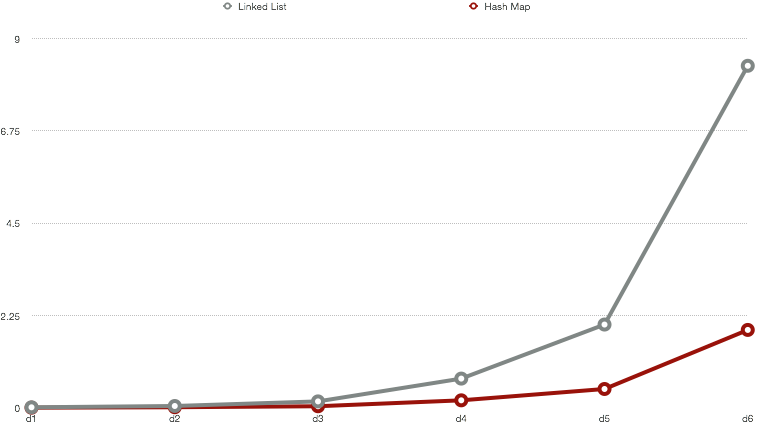 Linked List
Hash Map
9
6.75
4.5
2.25
0
d1
d2
d3
d4
d5
d6